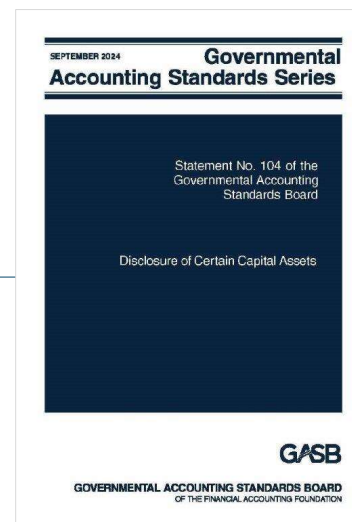 SEPTEMBER 2024
Governmental
Accounting Standards Series
Statement No. 104 of the
Governmental Accounting
Standards Board
Disclosure of Certain Capital Assets
GASB
GOVERNMENTAL ACCOUNTING STANDARDS BOARD
OF THE FINANCIAL ACCOUNTING FOUNDATION